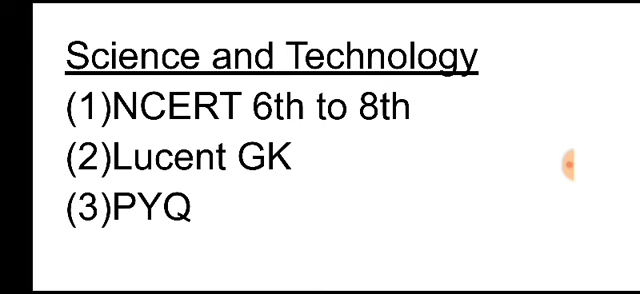 Science and Technology
(1)NCERT 6th to 8th
(2)Lucent GK
(3)PYQ